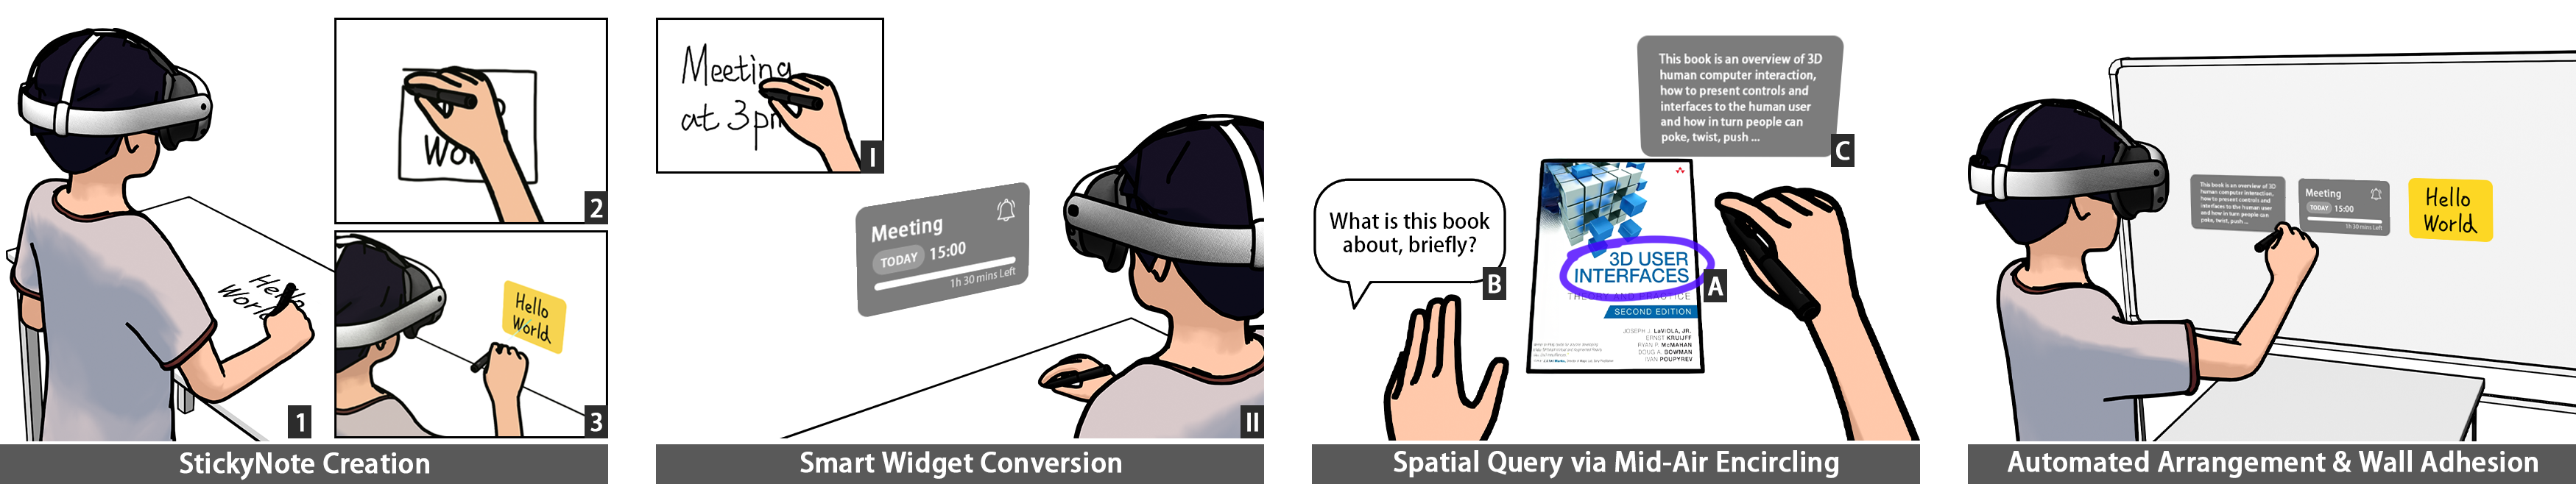 Hello
World
1
Wo
2
Hello
World
3
StickyNote Creation
Meeting
at 3pm
I
Meeting
TODAY 15:00
1h 30 mins Left
II
Smart Widget Conversion
What is this book
about, briefly?
B
3D USER
INTERFACES
THEORY AND PRACTICE
SECOND EDITION
JOSEPH J. LaVIOLA, JR.
ERNST KRUIJFF
RYAN P. McMAHAN
DOUG A. BOWMAN
IVAN POUPYREV
A
This book is an overview of 3D
human computer interaction,
how to present controls and
interfaces to the human user
and how in turn people can
poke, twist, push ...
C
Spatial Query via Mid-Air Encircling
This book is an overview of 3D
human computer interaction,
how to present controls and
interfaces to the human user
and how in turn people can
poke, twist, push ...
Meeting
TODAY 15:00
1h 30 mins Left
Hello
World
Automated Arrangement & Wall Adhesion